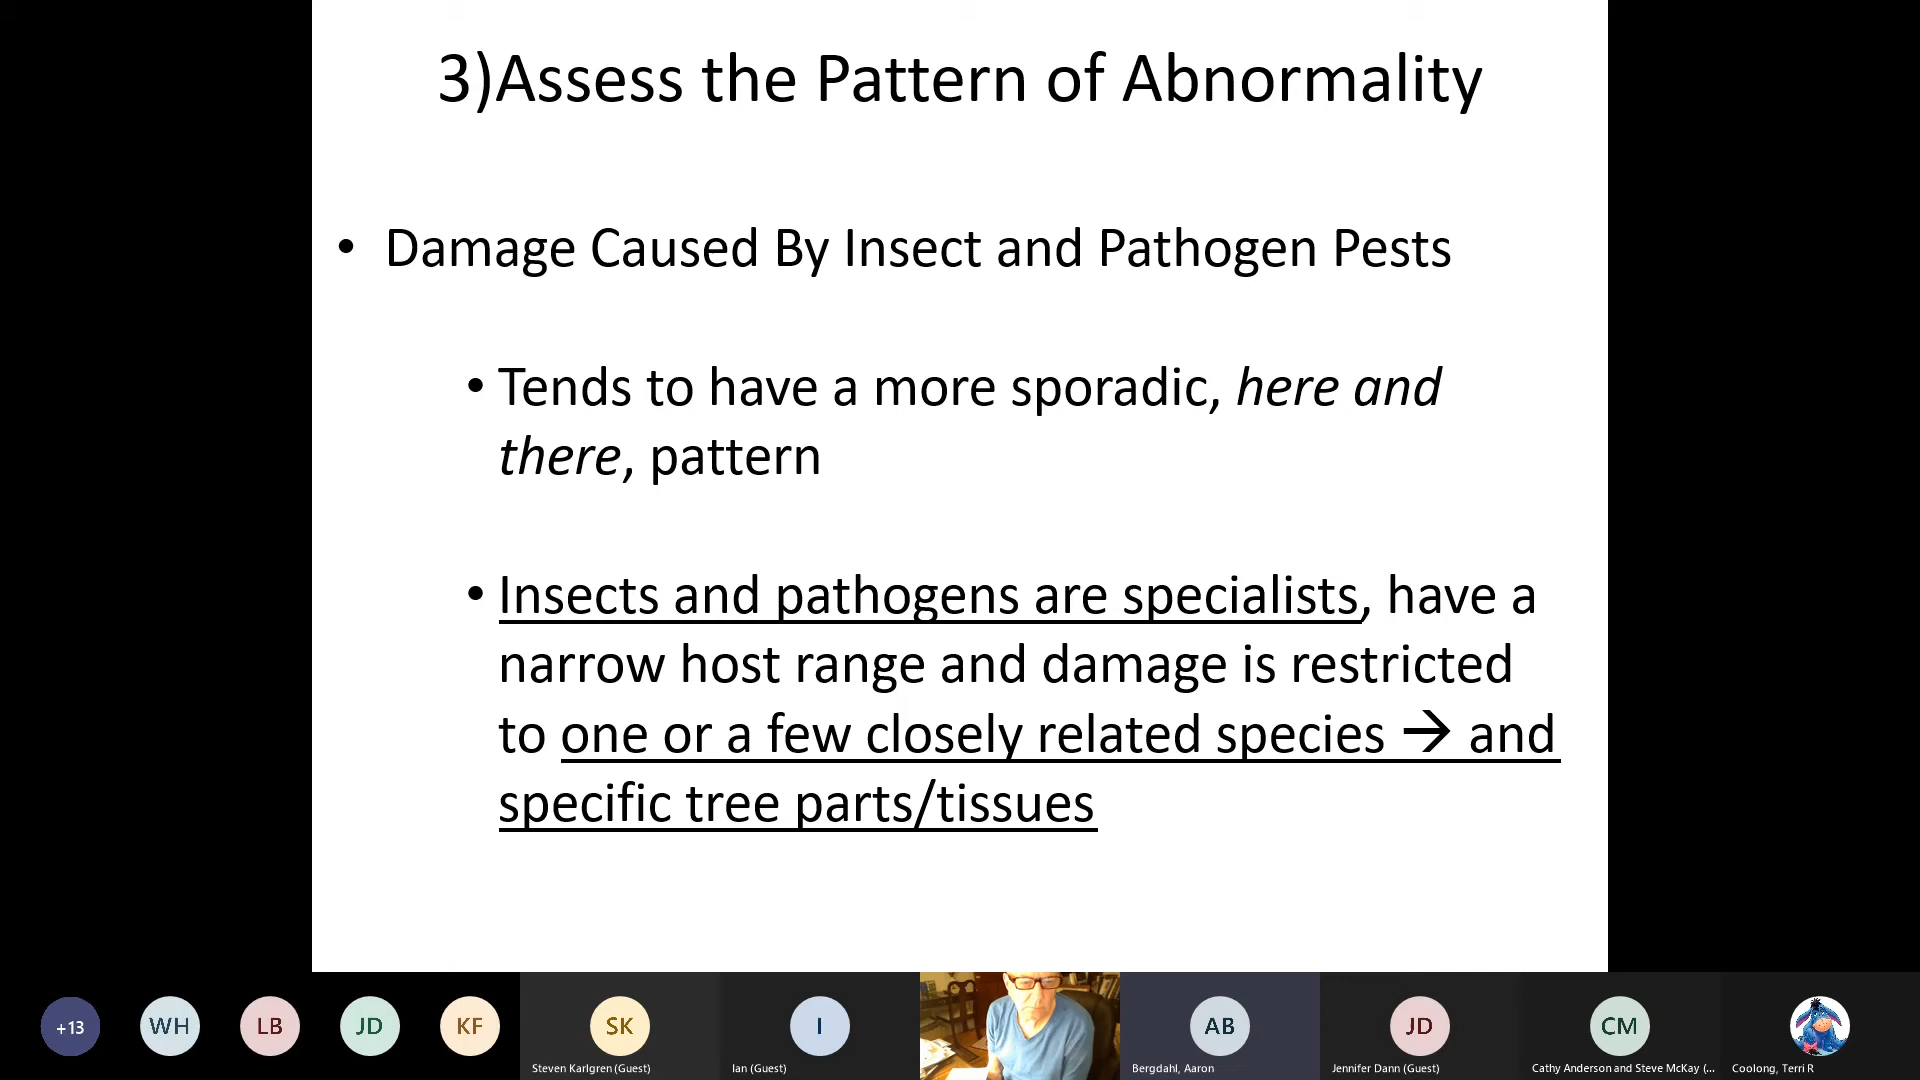 3)Assess the Pattern of Abnormality
• Damage Caused By Insect and Pathogen Pests
• Tends to have a more sporadic, here and
there, pattern
• Insects and pathogens are specialists, have a
narrow host range and damage is restricted
to one or a few closely related species → and
specific tree parts/tissues
+13
WH
LB
JD
KF
SK
I
AB
JD
CM
Steven Karlgren (Guest)
Ian (Guest)
Bergdahl, Aaron
Jennifer Dann (Guest)
Cathy Anderson and Steve McKay (...
Coolong, Terri R